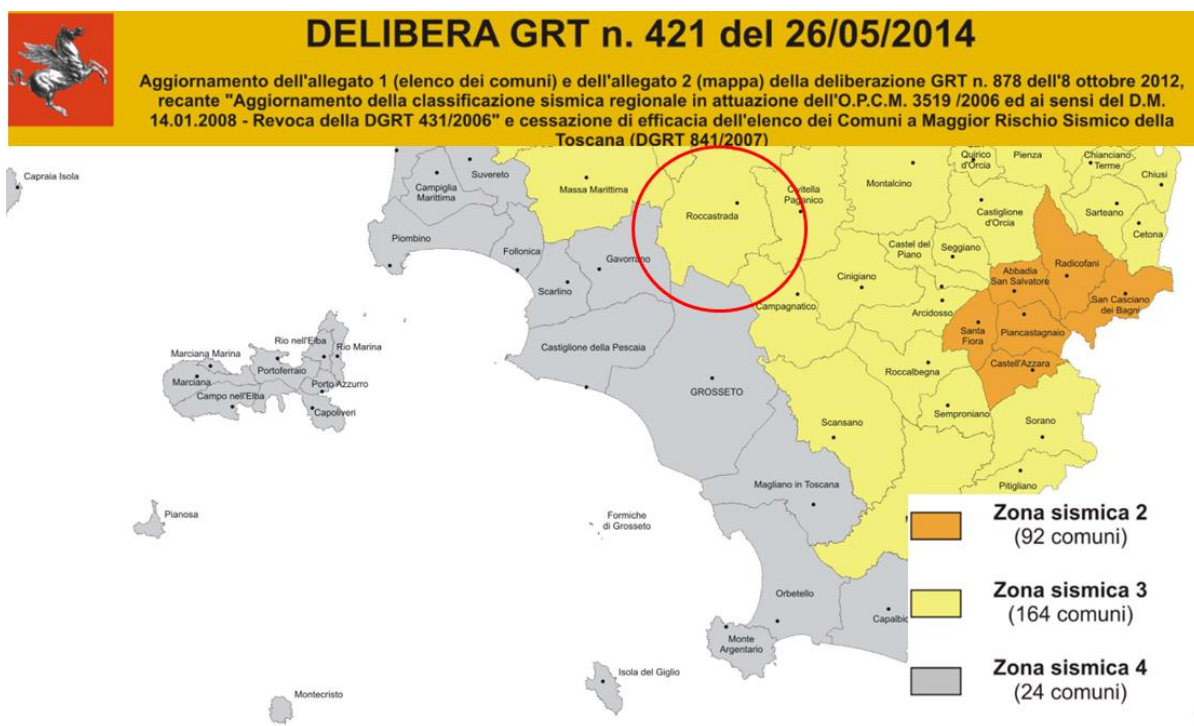 DELIBERA GRT n. 421 del 26/05/2014
Aggiornamento dell'allegato 1 (elenco dei comuni) e dell'allegato 2 (mappa) della deliberazione GRT n. 878 dell'8 ottobre 2012,
recante "Aggiornamento della classificazione sismica regionale in attuazione dell'O.P.C.M. 3519 /2006 ed ai sensi del D.M.
14.01.2008 - Revoca della DGRT 431/2006" e cessazione di efficacia dell'elenco dei Comuni a Maggior Rischio Sismico della
Toscana (DGRT 841/2007)
Capraia Isola
Suvereto
Campiglia
Marittima
Massa Marittima
Roccastrada
Civitella
Paganico
Montalcino
Quirico
d'Orcia
Pienza
Chianciano
Terme
Chiusi
Castiglione
d'Orcia
Sarteano
Cetona
Piombino
Follonica
Gavorrano
Scarlino
Castel del
Piano
Seggiano
Cinigiano
Campagnatico
Arcidosso
Abbadia
San Salvatore
Radicofani
San Casciano
dei Bagni
Santa
Fiora
Piancastagnaio
Castell'Azzara
Castiglione della Pescaia
Rio nell'Elba
Rio Marina
Marciana Marina
Portoferraio
Marciana
Porto Azzurro
Campo nell'Elba
Capoliveri
GROSSETO
Roccalbegna
Semproniano
Scansano
Sorano
Pitigliano
Magliano in Toscana
Pianosa
Formiche
di Grosseto
Orbetello
Capalbio
Monte
Argentario
Isola del Giglio
Montecristo
Zona sismica 2
(92 comuni)
Zona sismica 3
(164 comuni)
Zona sismica 4
(24 comuni)